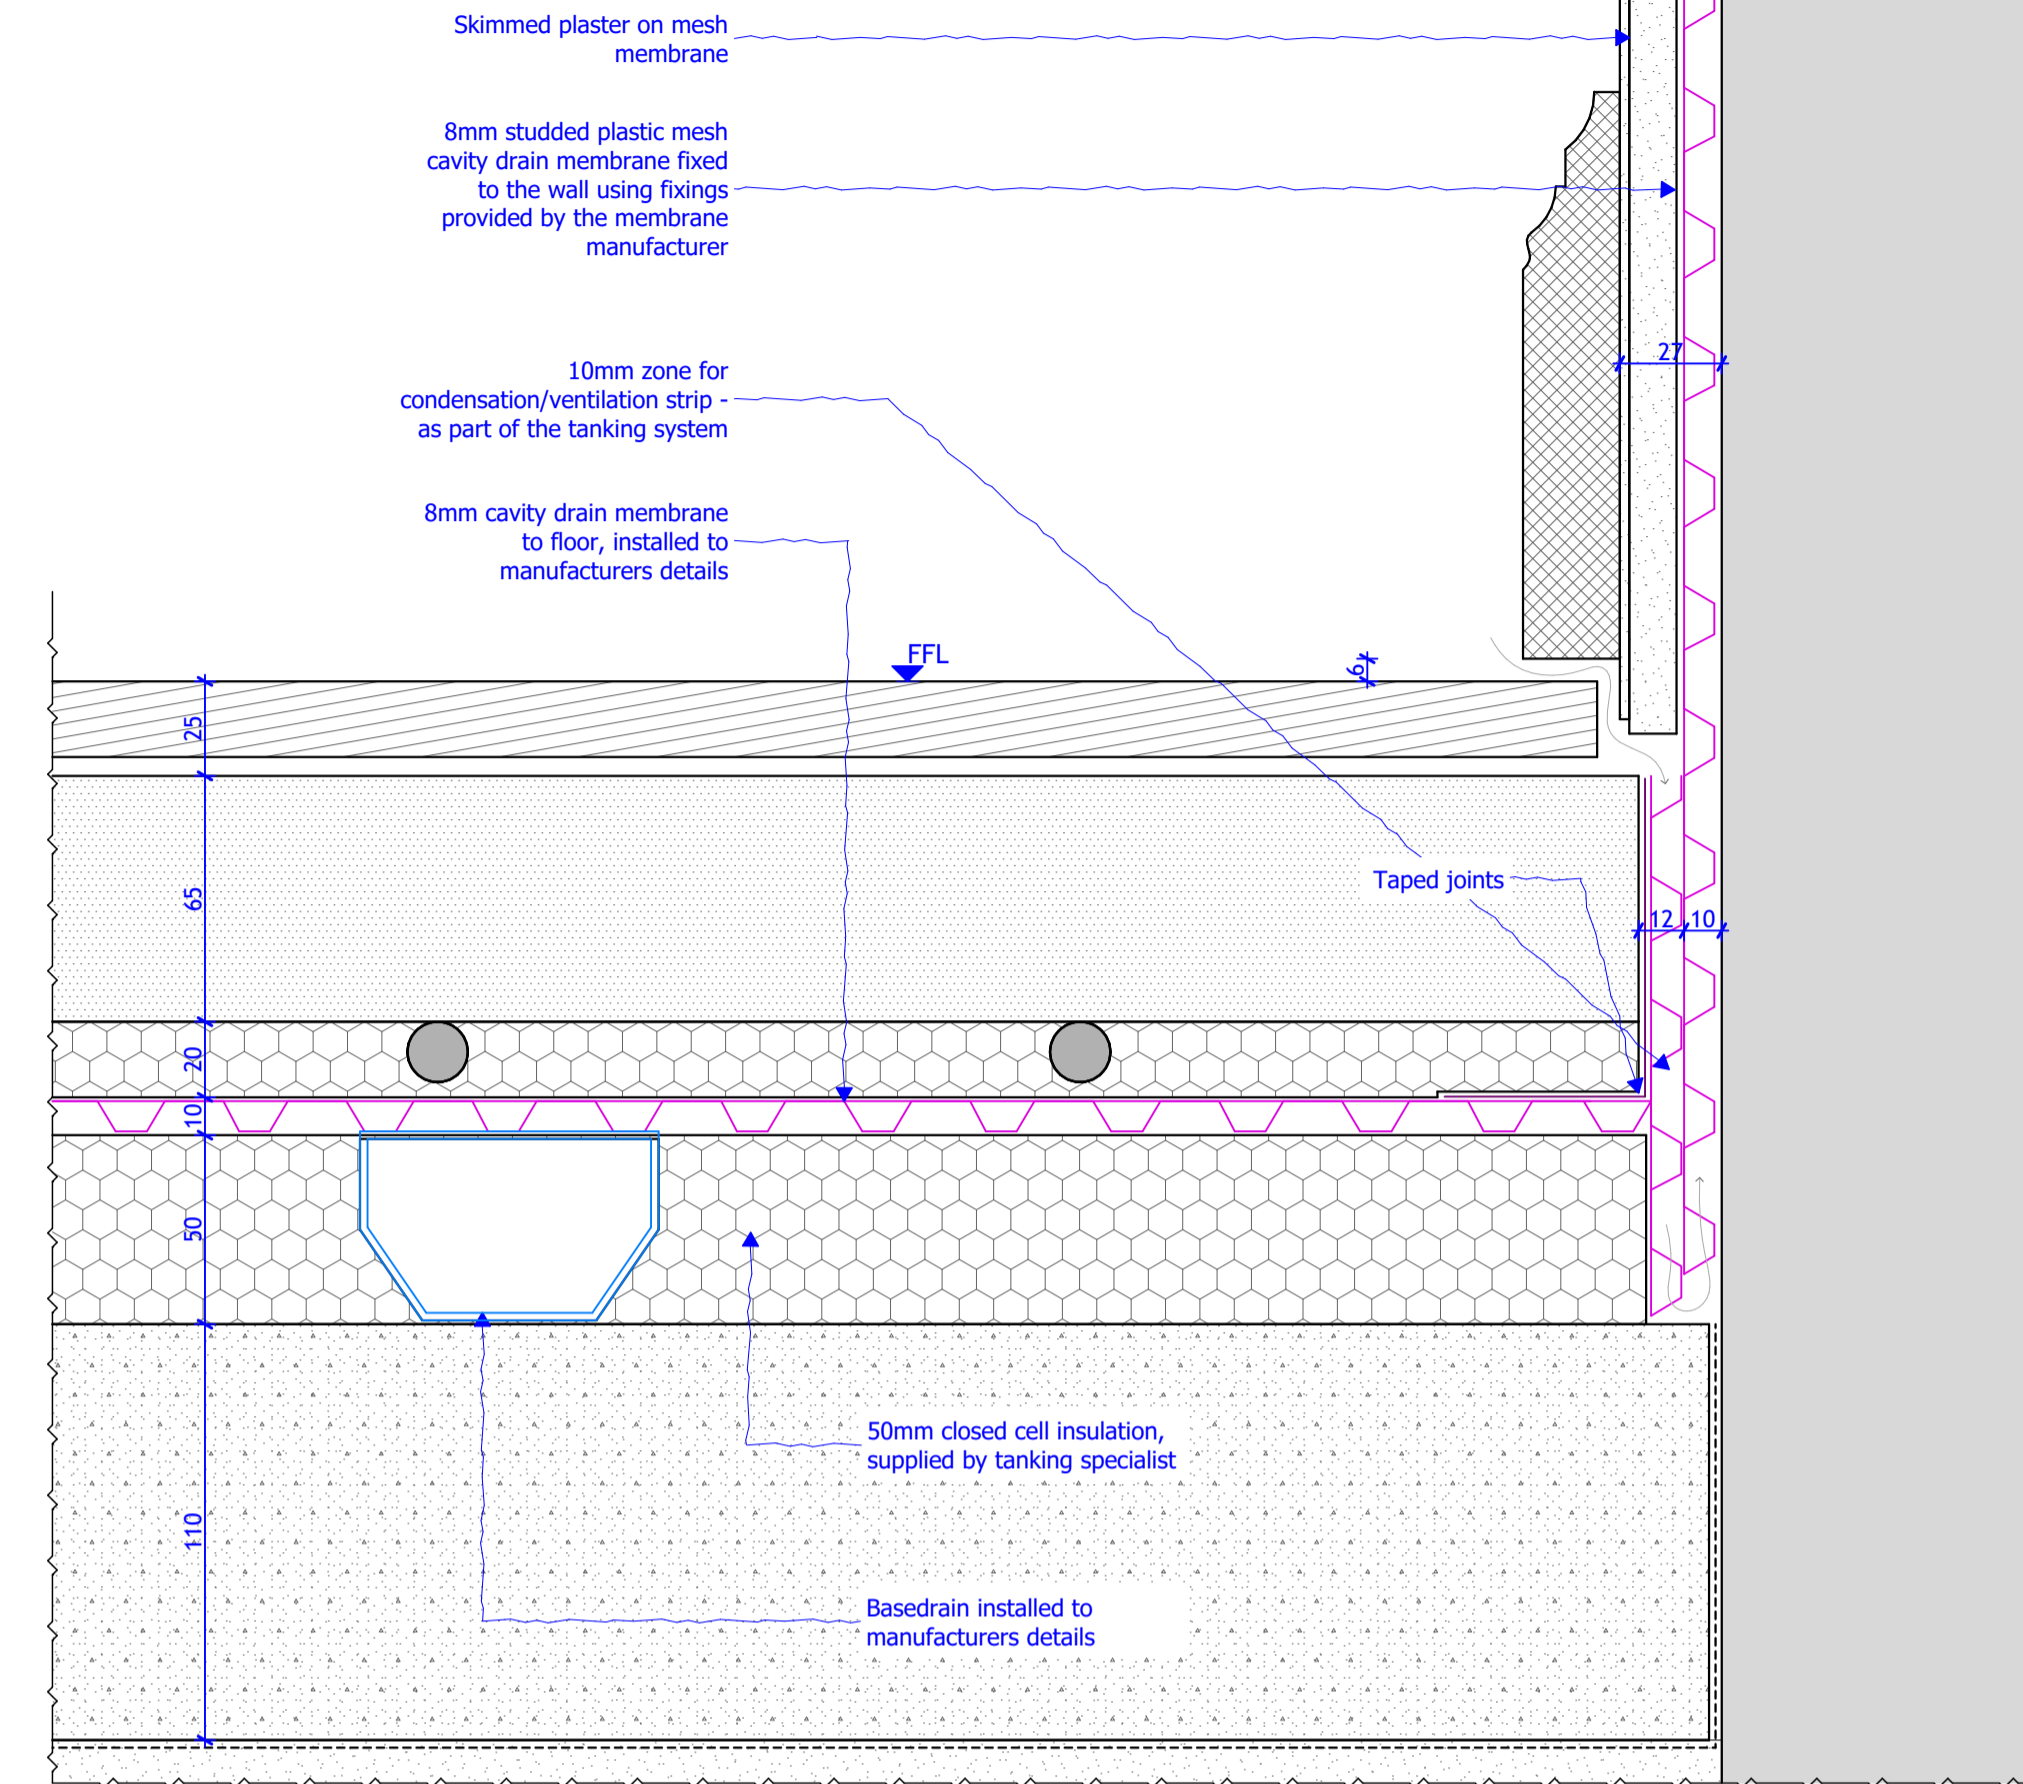 Skimmed plaster on mesh
membrane
8mm studded plastic mesh
cavity drain membrane fixed
to the wall using fixings
provided by the membrane
manufacturer
27
10mm zone for
condensation/ventilation strip -
as part of the tanking system
8mm cavity drain membrane
to floor, installed to
manufacturers details
FFL
6
25
65
Taped joints
12
10
20
10
50
50mm closed cell insulation,
supplied by tanking specialist
110
Basedrain installed to
manufacturers details